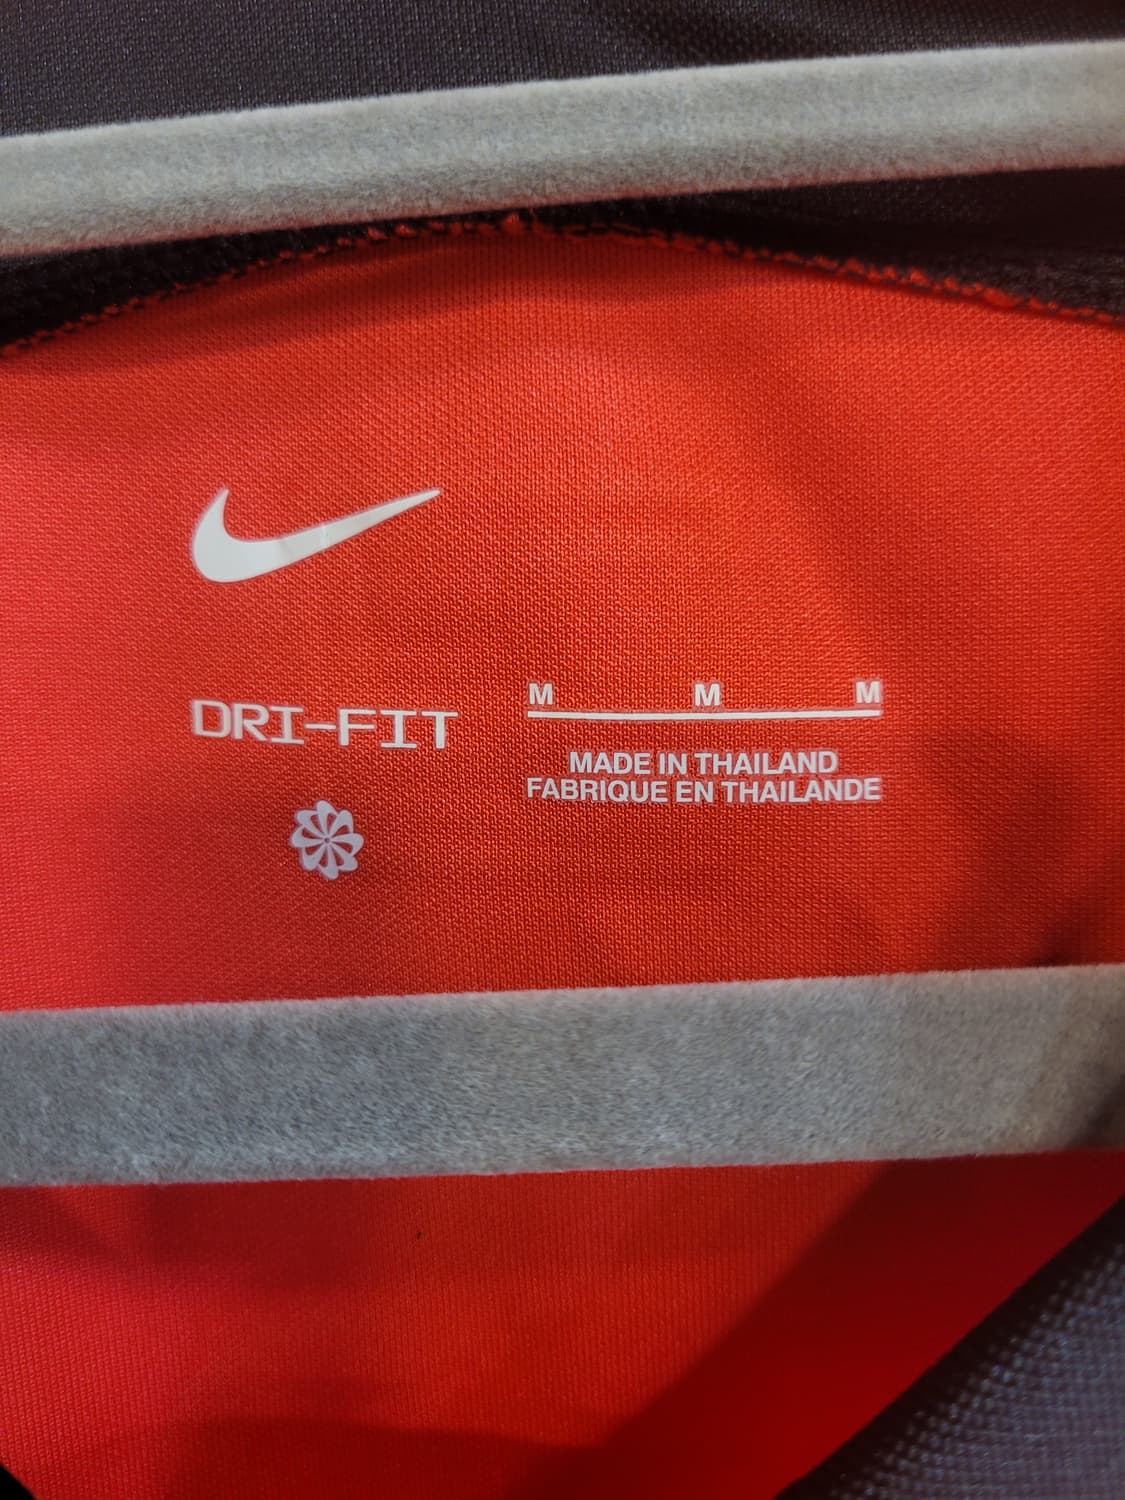 DRI-FIT
M M M
MADE IN THAILAND
FABRIQUE EN THAILANDE